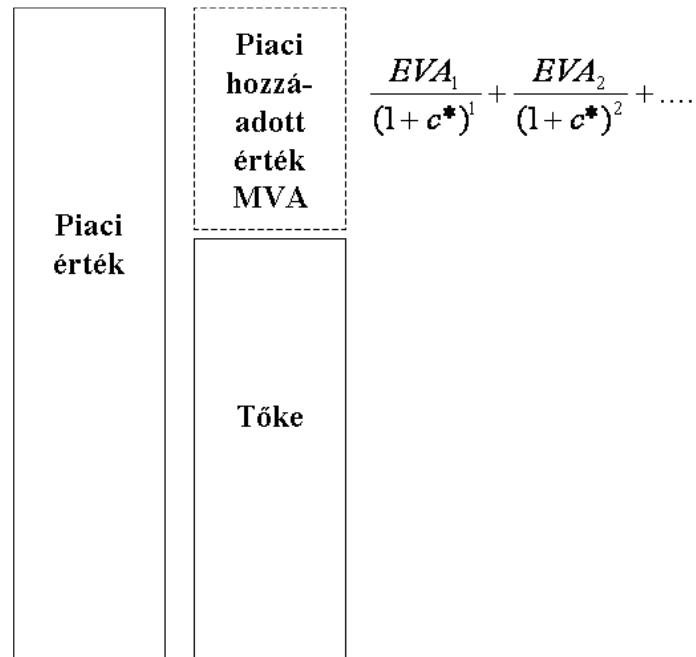 Piaci
érték
Piaci
hozzá-
adott
érték
MVA
Tőke
EVA₁/(1+c*)¹ + EVA₂/(1+c*)² + ....